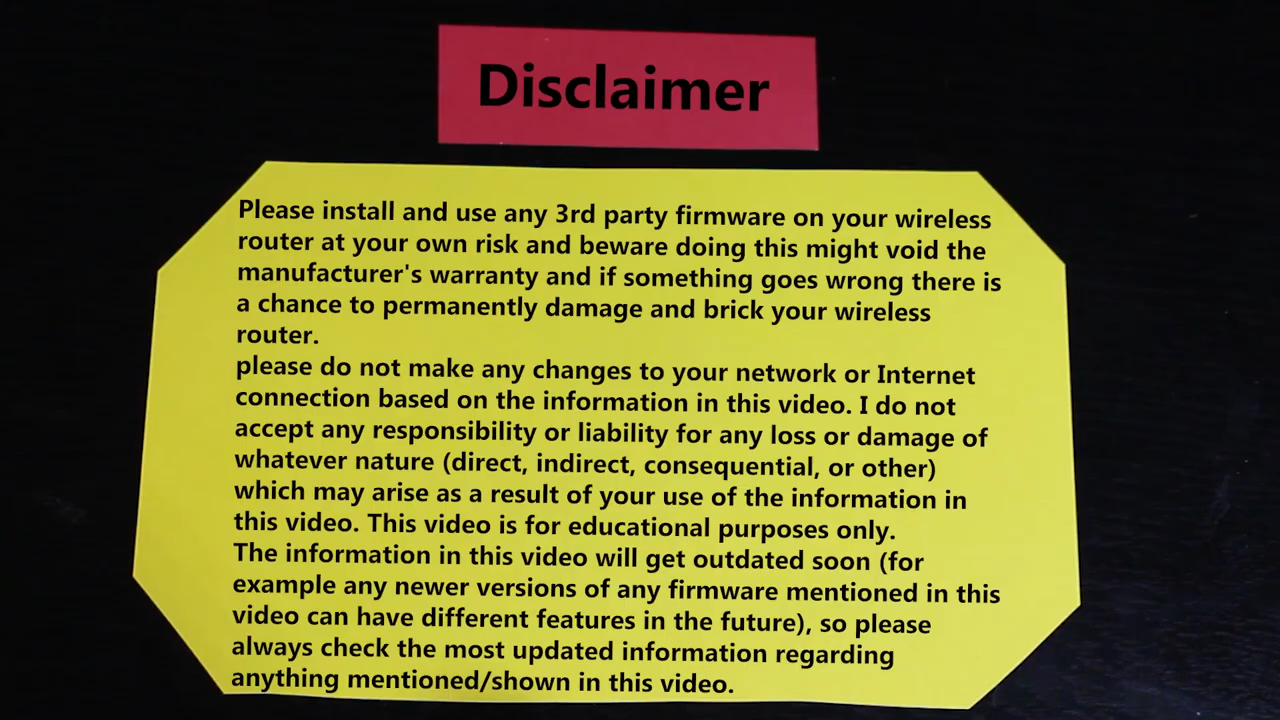 Disclaimer
Please install and use any 3rd party firmware on your wireless
router at your own risk and beware doing this might void the
manufacturer's warranty and if something goes wrong there is
a chance to permanently damage and brick your wireless
router.
please do not make any changes to your network or Internet
connection based on the information in this video. I do not
accept any responsibility or liability for any loss or damage of
whatever nature (direct, indirect, consequential, or other)
which may arise as a result of your use of the information in
this video. This video is for educational purposes only.
The information in this video will get outdated soon (for
example any newer versions of any firmware mentioned in this
video can have different features in the future), so please
always check the most updated information regarding
anything mentioned/shown in this video.